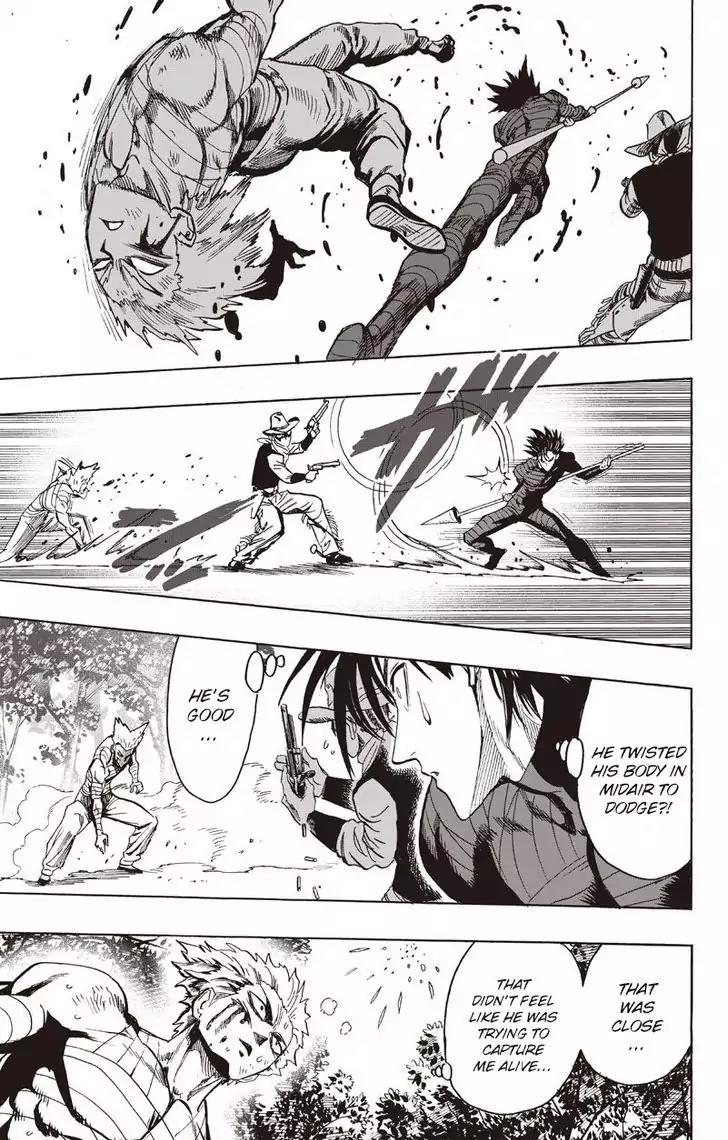 HE TWISTED
HIS BODY IN
MIDAIR TO
DODGE?!
HE'S
GOOD
...
THAT
WAS
CLOSE
...
THAT
DIDN'T FEEL
LIKE HE WAS
TRYING TO
CAPTURE
ME ALIVE...